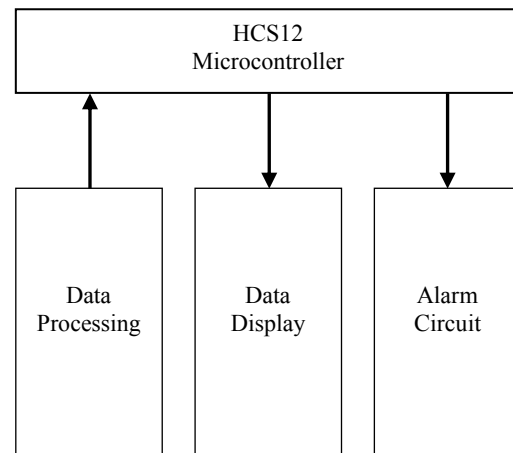 HCS12
Microcontroller
Data
Processing
Data
Display
Alarm
Circuit